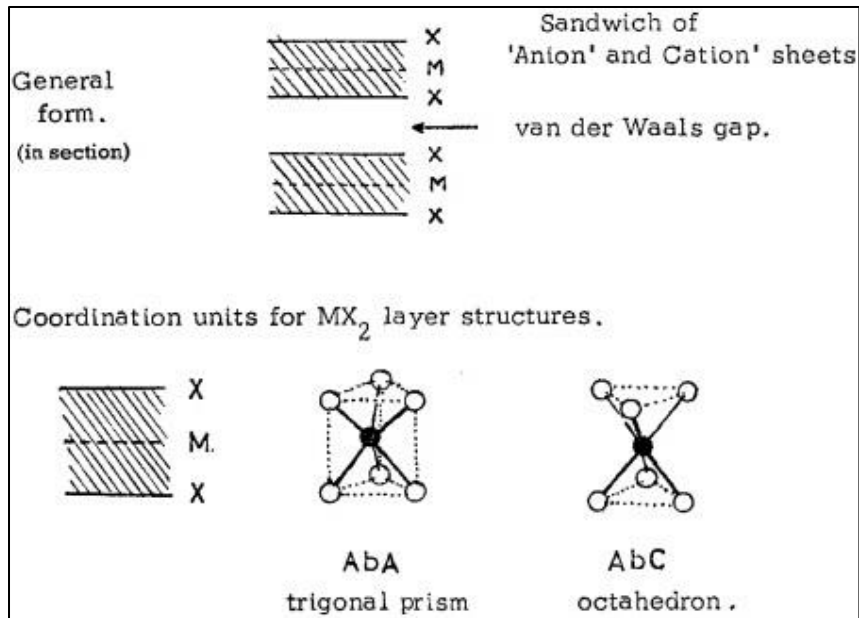 Sandwich of
'Anion' and Cation' sheets
General
form.
(in section)
X
M
X
van der Waals gap.
X
M
X
Coordination units for MX₂ layer structures.
X
M.
X
AbA
trigonal prism
AbC
octahedron.